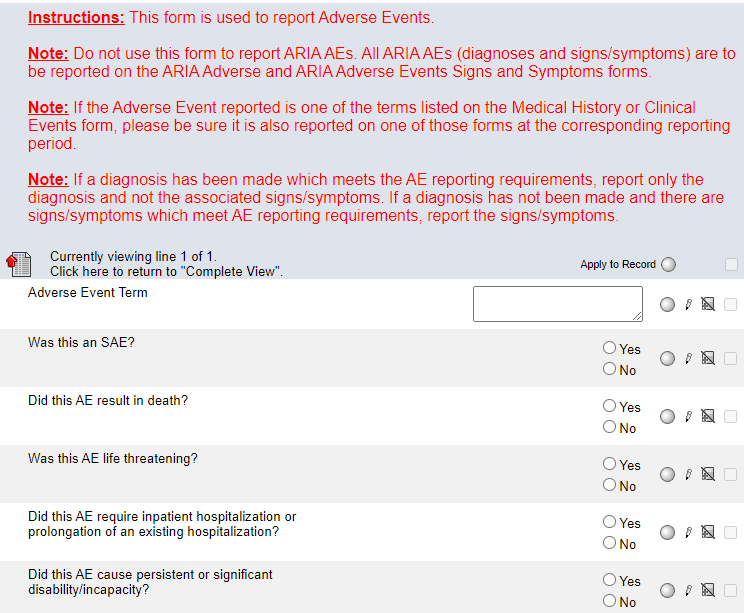 Instructions: This form is used to report Adverse Events.
Note: Do not use this form to report ARIA AEs. All ARIA AEs (diagnoses and signs/symptoms) are to
be reported on the ARIA Adverse and ARIA Adverse Events Signs and Symptoms forms.
Note: If the Adverse Event reported is one of the terms listed on the Medical History or Clinical
Events form, please be sure it is also reported on one of those forms at the corresponding reporting
period.
Note: If a diagnosis has been made which meets the AE reporting requirements, report only the
diagnosis and not the associated signs/symptoms. If a diagnosis has not been made and there are
signs/symptoms which meet AE reporting requirements, report the signs/symptoms.
Currently viewing line 1 of 1.
Click here to return to "Complete View".
Apply to Record
Adverse Event Term
Was this an SAE?
Yes
No
Did this AE result in death?
Yes
No
Was this AE life threatening?
Yes
No
Did this AE require inpatient hospitalization or
prolongation of an existing hospitalization?
Yes
No
Did this AE cause persistent or significant
disability/incapacity?
Yes
No